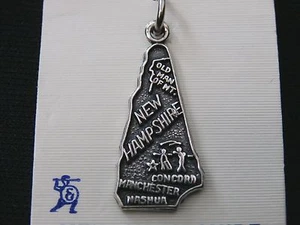 OLD
MAN
OF MT.
NEW
HAMPSHIRE
CONCORD
MANCHESTER
NASHUA